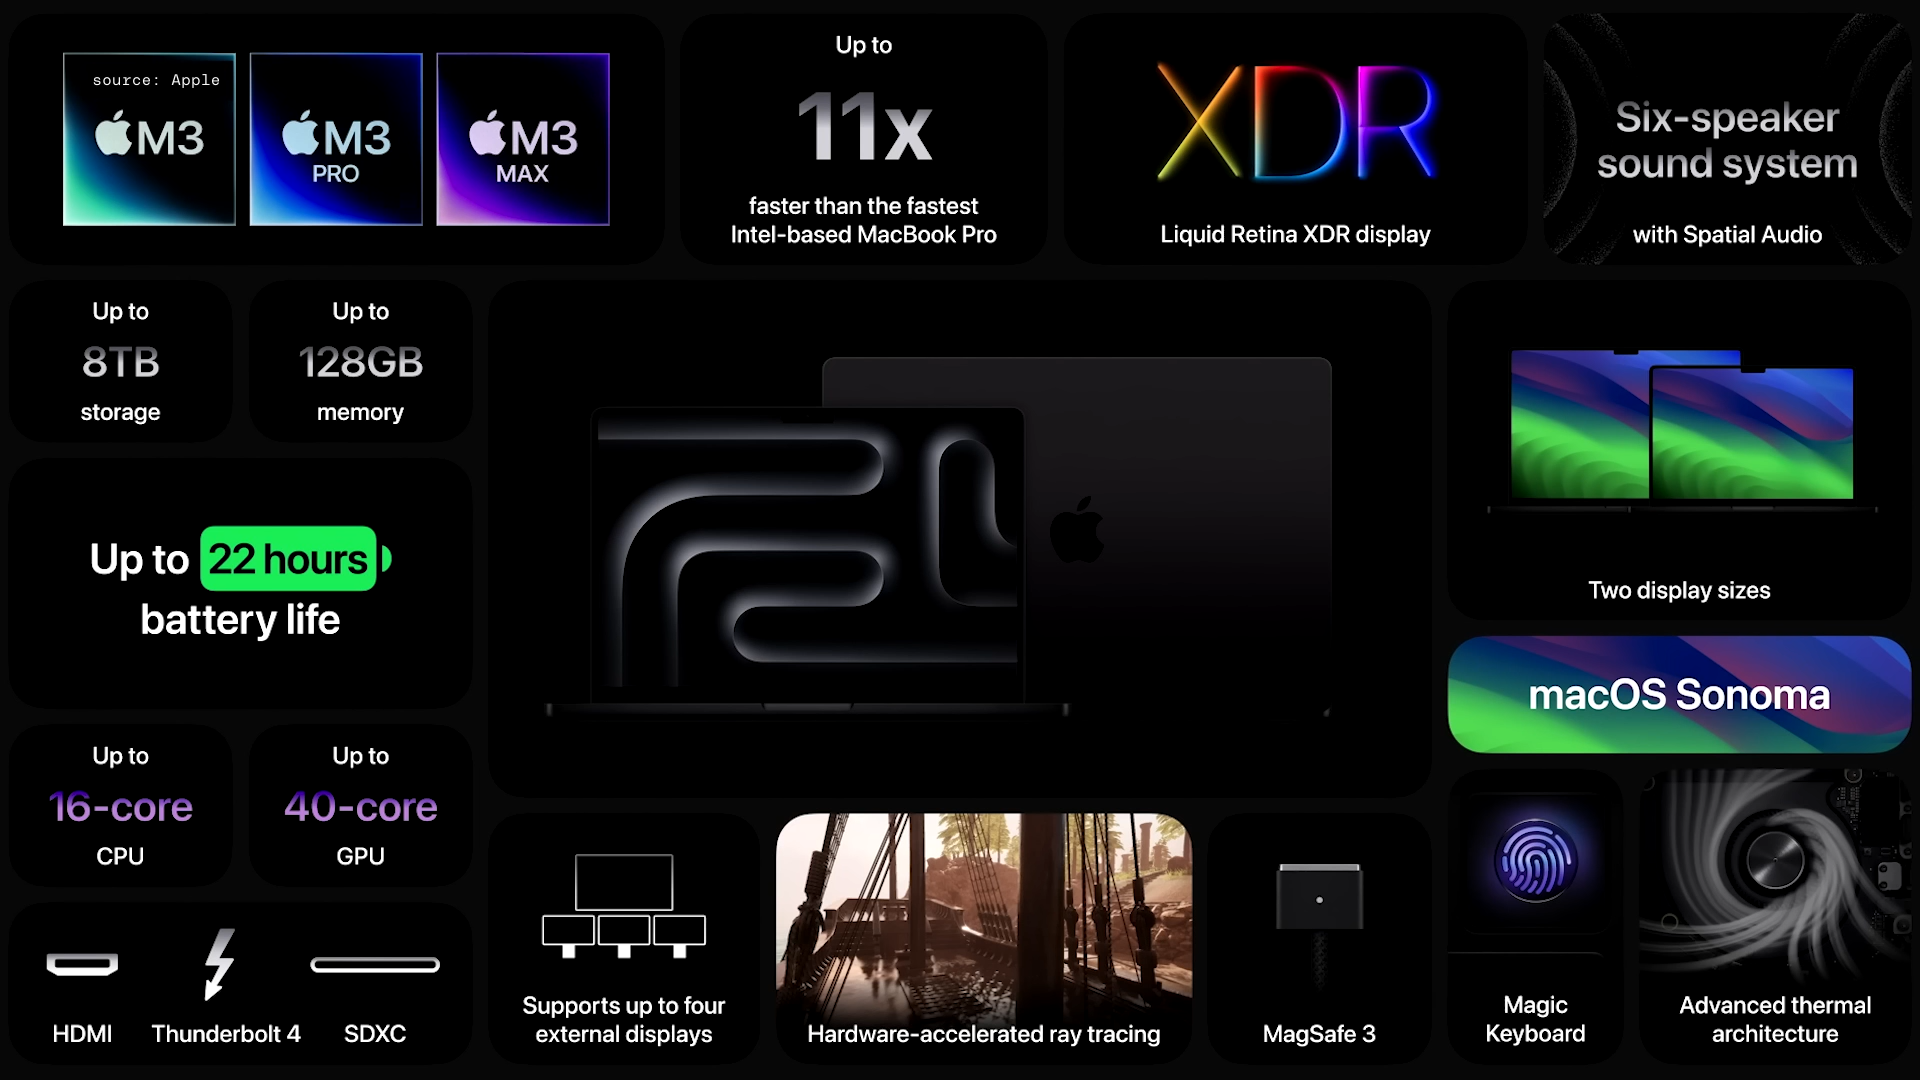 source: Apple
M3
M3
PRO
M3
MAX
Up to
11x
faster than the fastest
Intel-based MacBook Pro
XDR
Liquid Retina XDR display
Six-speaker
sound system
with Spatial Audio
Up to
8TB
storage
Up to
128GB
memory
Up to 22 hours
battery life
Two display sizes
macOS Sonoma
Up to
16-core
CPU
Up to
40-core
GPU
HDMI
Thunderbolt 4
SDXC
Supports up to four
external displays
Hardware-accelerated ray tracing
MagSafe 3
Magic
Keyboard
Advanced thermal
architecture